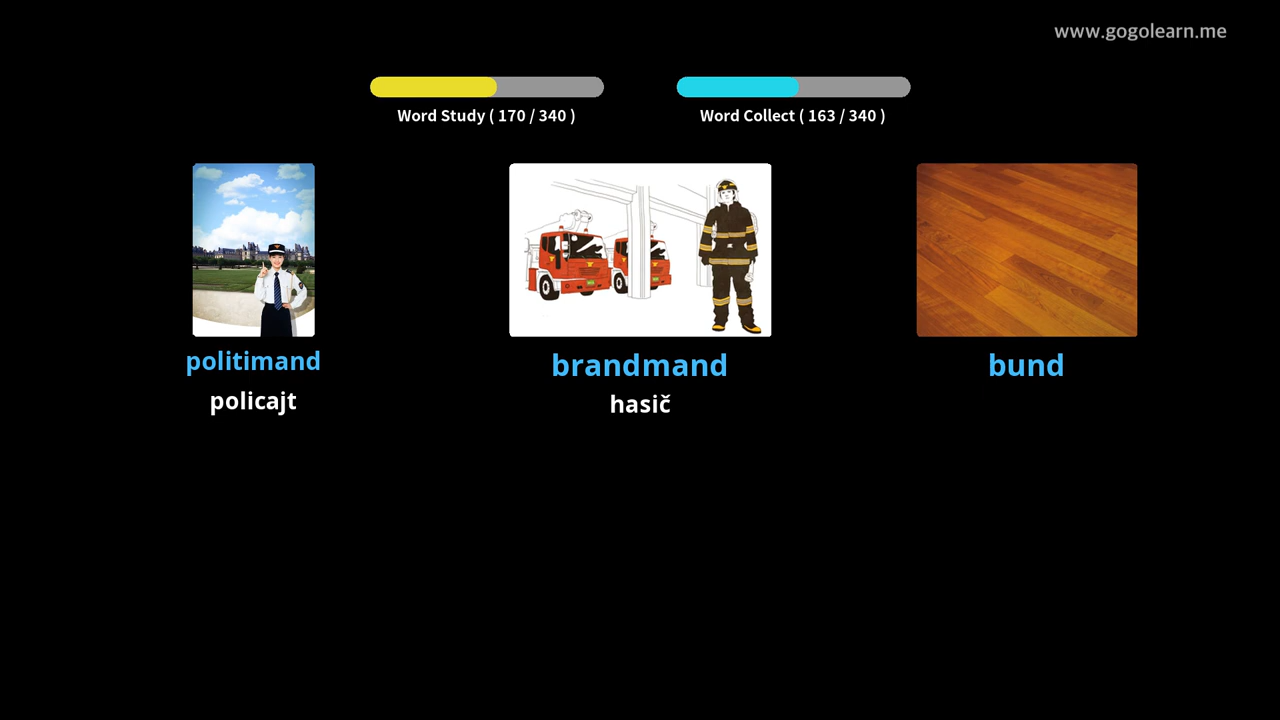 www.gogolearn.me
Word Study ( 170 / 340 )
Word Collect ( 163 / 340 )
politimand
policajt
brandmand
hasič
bund